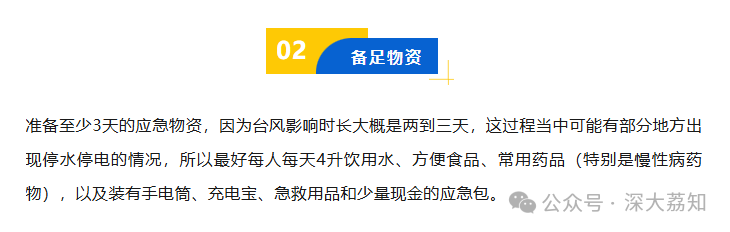 02
备足物资
准备至少3天的应急物资，因为台风影响时长大概是两到三天，这过程当中可能有部分地方出
现停水停电的情况，所以最好每人每天4升饮用水、方便食品、常用药品（特别是慢性病药
物），以及装有手电筒、充电宝、急救用品和少量现金的应急包。
公众号·深大荔知